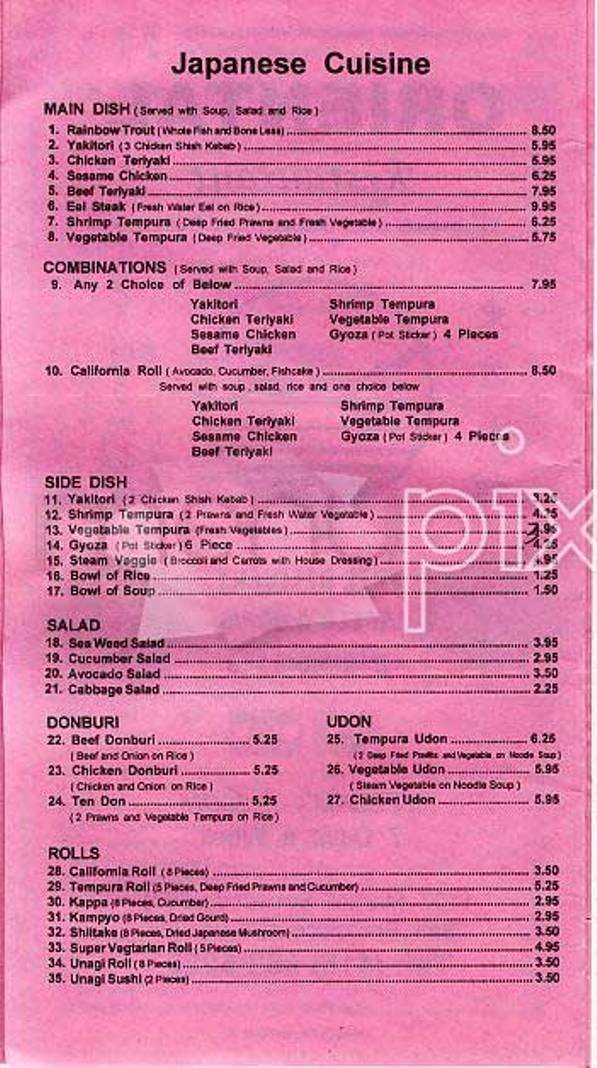 Japanese Cuisine
MAIN DISH (Served with Soup, Salad and Rice)
1. Rainbow Trout (Whole Fish and Bone Less) 8.50
2. Yakitori (3 Chicken Shish Kebab) 5.95
3. Chicken Teriyaki 5.95
4. Sesame Chicken 6.25
5. Beef Teriyaki 7.95
6. Eel Steak (Fresh Water Eel on Rice) 9.95
7. Shrimp Tempura (Deep Fried Prawns and Fresh Vegetable) 6.25
8. Vegetable Tempura (Deep Fried Vegetable) 5.75
COMBINATIONS (Served with Soup, Salad and Rice)
9. Any 2 Choice of Below 7.95
Yakitori Shrimp Tempura
Chicken Teriyaki Vegetable Tempura
Sesame Chicken Gyoza (Pot Sticker) 4 Pieces
Beef Teriyaki
10. California Roll (Avocado, Cucumber, Fishcake) 8.50
Served with soup, salad, rice and one choice below
Yakitori Shrimp Tempura
Chicken Teriyaki Vegetable Tempura
Sesame Chicken Gyoza (Pot Sticker) 4 Pieces
Beef Teriyaki
SIDE DISH
11. Yakitori (2 Chicken Shish Kebab)
12. Shrimp Tempura (2 Prawns and Fresh Water Vegetable)
13. Vegetable Tempura (Fresh Vegetables)
14. Gyoza (Pot Sticker) 6 Piece
15. Steam Veggie (Broccoli and Carrots with House Dressing)
16. Bowl of Rice 1.25
17. Bowl of Soup 1.50
SALAD
18. Sea Weed Salad 3.95
19. Cucumber Salad 2.95
20. Avocado Salad 3.50
21. Cabbage Salad 2.25
DONBURI
22. Beef Donburi 5.25
(Beef and Onion on Rice)
23. Chicken Donburi 5.25
(Chicken and Onion on Rice)
24. Ten Don 5.25
(2 Prawns and Vegetable Tempura on Rice)
UDON
25. Tempura Udon 6.25
(2 Deep Fried Prawns and Vegetable on Noodle Soup)
26. Vegetable Udon 5.95
(Steam Vegetable on Noodle Soup)
27. Chicken Udon 5.95
ROLLS
28. California Roll (8 Pieces) 3.50
29. Tempura Roll (5 Pieces, Deep Fried Prawns and Cucumber) 5.25
30. Kappa (8 Pieces, Cucumber) 2.95
31. Kampyo (8 Pieces, Dried Gourd) 2.95
32. Shiitake (8 Pieces, Dried Japanese Mushroom) 3.50
33. Super Vegtarian Roll (5 Pieces) 4.95
34. Unagi Roll (8 Pieces) 3.50
35. Unagi Sushi (2 Pieces) 3.50
pix